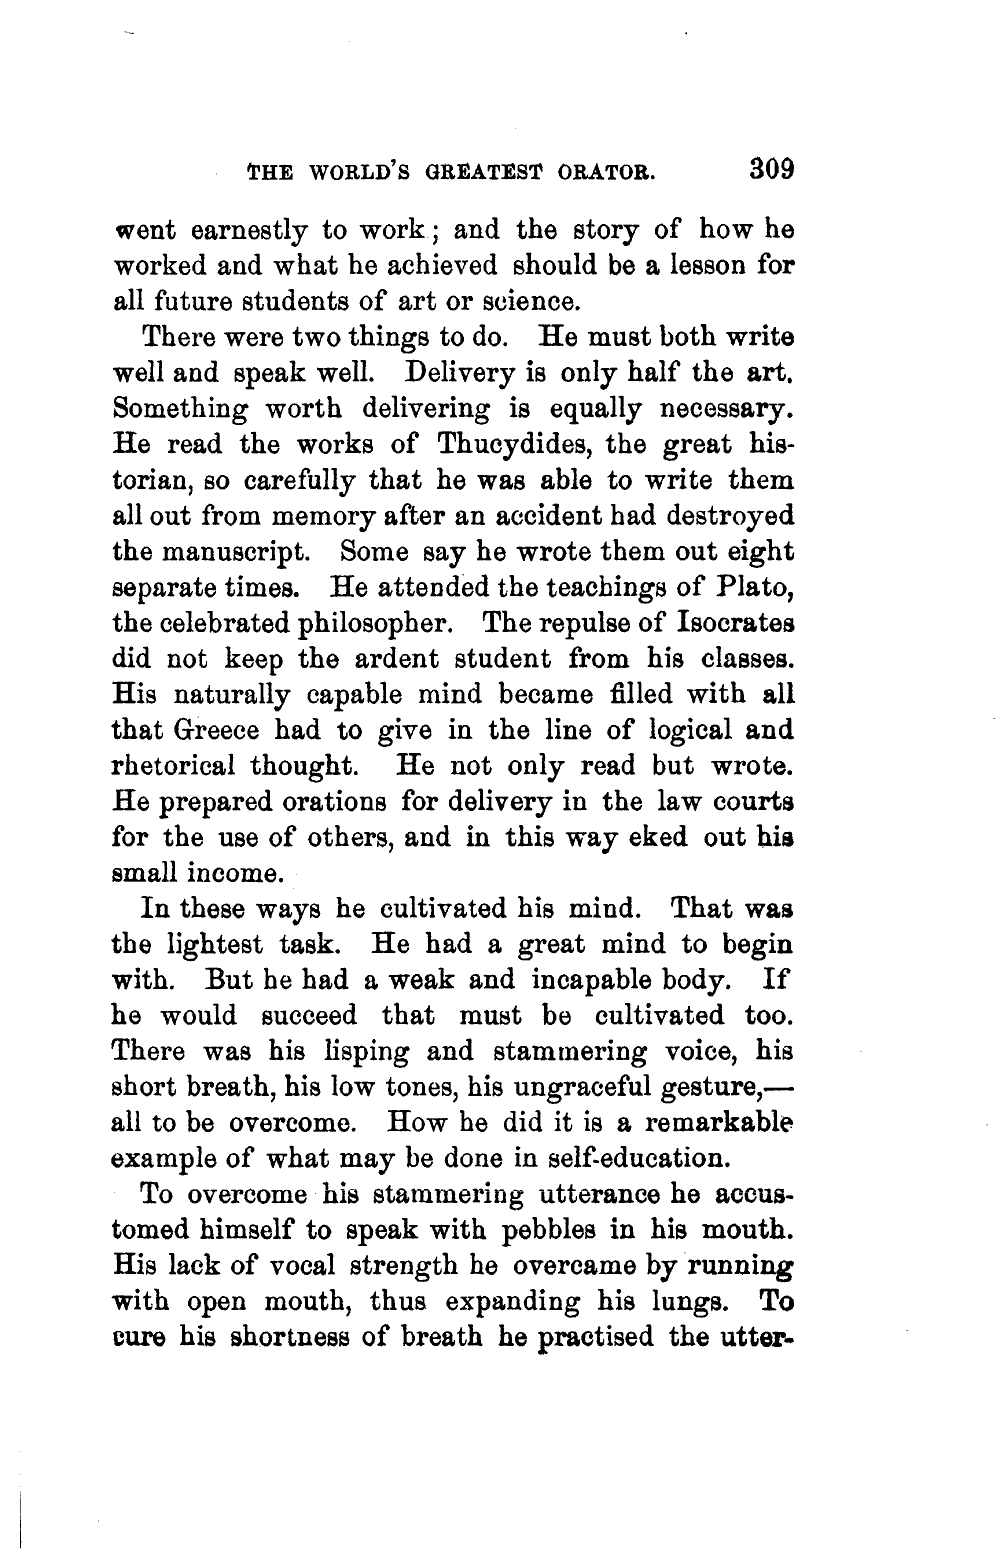 THE WORLD'S GREATEST ORATOR. 309
went earnestly to work; and the story of how he
worked and what he achieved should be a lesson for
all future students of art or science.
There were two things to do. He must both write
well and speak well. Delivery is only half the art.
Something worth delivering is equally necessary.
He read the works of Thucydides, the great his-
torian, so carefully that he was able to write them
all out from memory after an accident had destroyed
the manuscript. Some say he wrote them out eight
separate times. He attended the teachings of Plato,
the celebrated philosopher. The repulse of Isocrates
did not keep the ardent student from his classes.
His naturally capable mind became filled with all
that Greece had to give in the line of logical and
rhetorical thought. He not only read but wrote.
He prepared orations for delivery in the law courts
for the use of others, and in this way eked out his
small income.
In these ways he cultivated his mind. That was
the lightest task. He had a great mind to begin
with. But he had a weak and incapable body. If
he would succeed that must be cultivated too.
There was his lisping and stammering voice, his
short breath, his low tones, his ungraceful gesture,—
all to be overcome. How he did it is a remarkable
example of what may be done in self-education.
To overcome his stammering utterance he accus-
tomed himself to speak with pebbles in his mouth.
His lack of vocal strength he overcame by running
with open mouth, thus expanding his lungs. To
cure his shortness of breath he practised the utter-